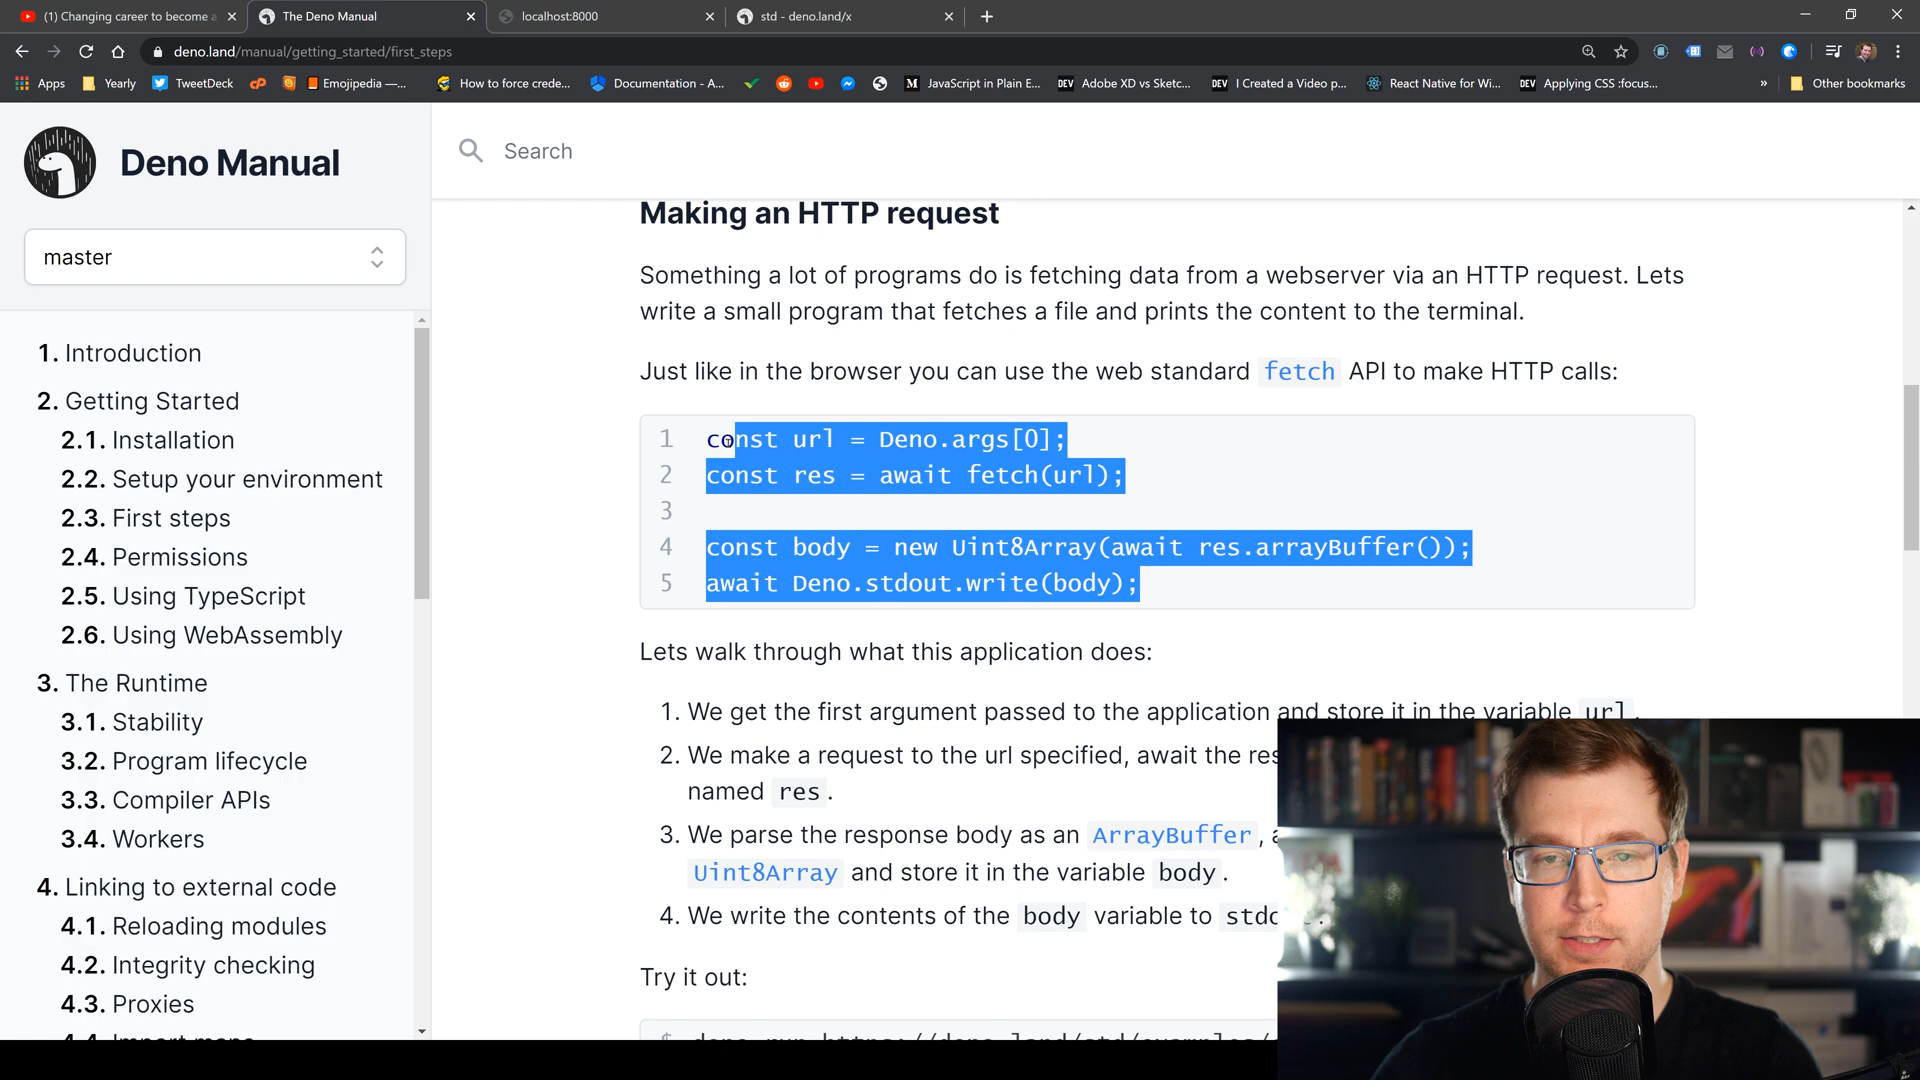 (1) Changing career to become a
The Deno Manual
localhost:8000
std - deno.land/x
deno.land/manual/getting_started/first_steps
Apps
Yearly
TweetDeck
Emojipedia —...
How to force crede...
Documentation - A...
JavaScript in Plain E...
Adobe XD vs Sketc...
I Created a Video p...
React Native for Wi...
Applying CSS :focus...
»
Other bookmarks
Deno Manual
master
1. Introduction
2. Getting Started
2.1. Installation
2.2. Setup your environment
2.3. First steps
2.4. Permissions
2.5. Using TypeScript
2.6. Using WebAssembly
3. The Runtime
3.1. Stability
3.2. Program lifecycle
3.3. Compiler APIs
3.4. Workers
4. Linking to external code
4.1. Reloading modules
4.2. Integrity checking
4.3. Proxies
4.4. Import maps
Search
Making an HTTP request
Something a lot of programs do is fetching data from a webserver via an HTTP request. Lets
write a small program that fetches a file and prints the content to the terminal.
Just like in the browser you can use the web standard fetch API to make HTTP calls:
1 const url = Deno.args[0];
2 const res = await fetch(url);
3
4 const body = new Uint8Array(await res.arrayBuffer());
5 await Deno.stdout.write(body);
Lets walk through what this application does:
1. We get the first argument passed to the application and store it in the variable url.
2. We make a request to the url specified, await the res
named res.
3. We parse the response body as an ArrayBuffer, a
Uint8Array and store it in the variable body.
4. We write the contents of the body variable to stdo
Try it out:
$ deno run https://deno.land/std/examples/